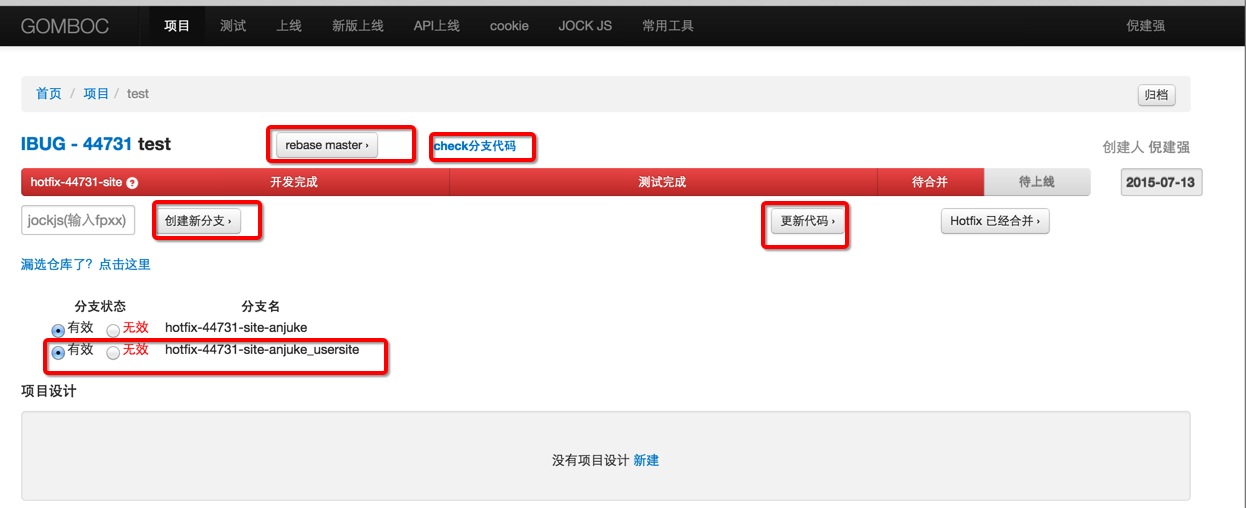 GOMBOC 项目 测试 上线 新版上线 API上线 cookie JOCK JS 常用工具 倪建强
首页 / 项目 / test 归档
IBUG - 44731 test rebase master › check分支代码 创建人 倪建强
hotfix-44731-site ? 开发完成 测试完成 待合并 待上线 2015-07-13
jockjs(输入fpxx) 创建新分支 › 更新代码 › Hotfix 已经合并 ›
漏选仓库了？点击这里
分支状态 分支名
有效 无效 hotfix-44731-site-anjuke
有效 无效 hotfix-44731-site-anjuke_usersite
项目设计
没有项目设计 新建